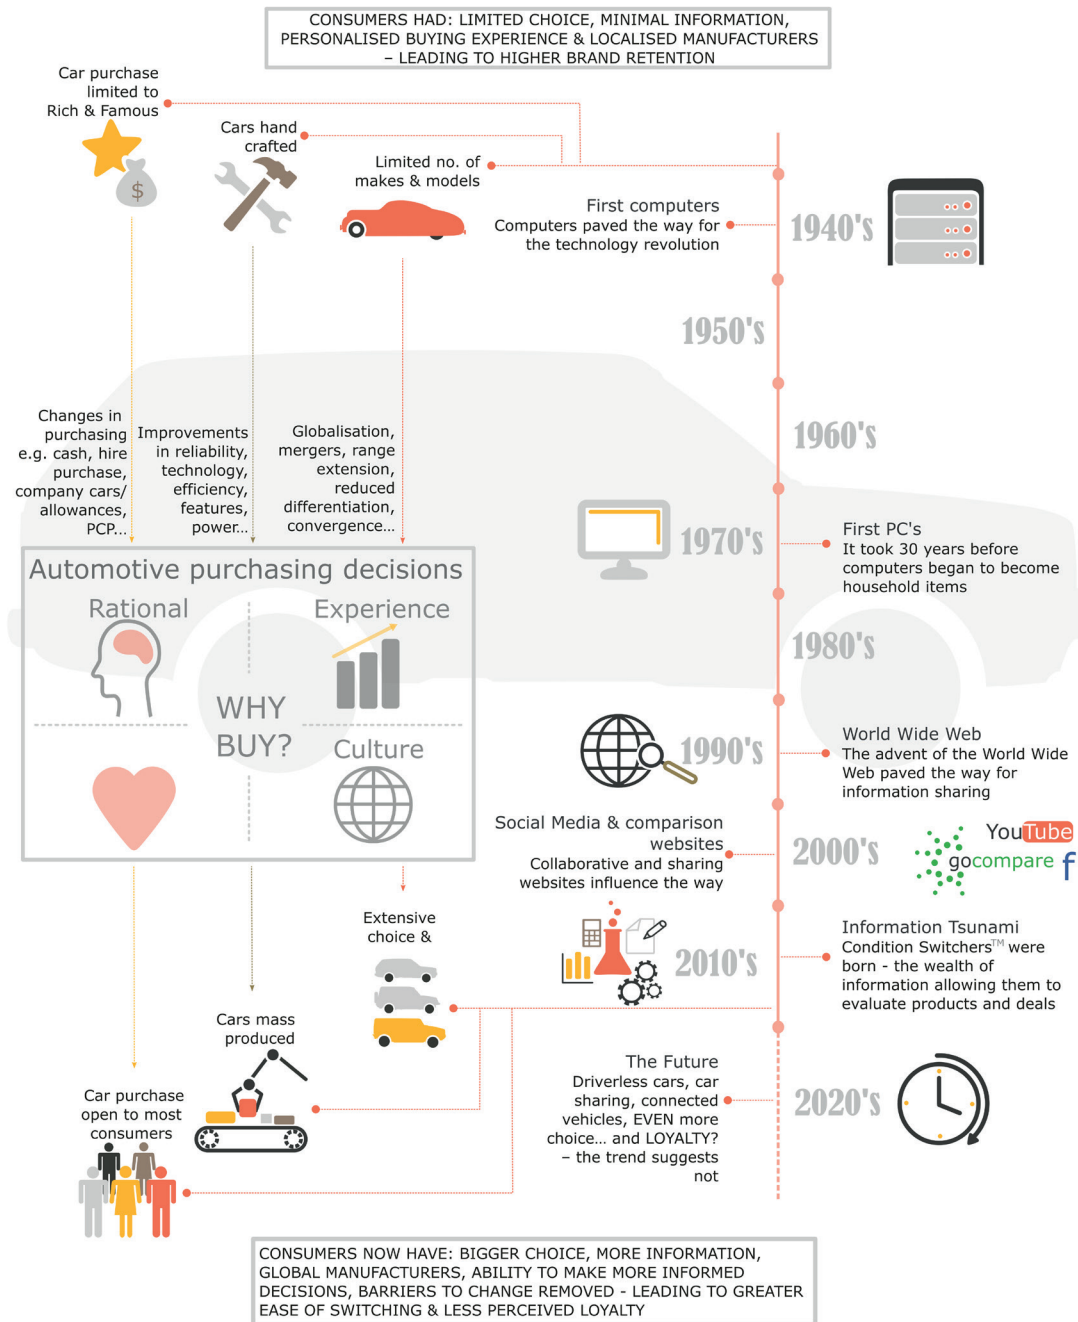 CONSUMERS HAD: LIMITED CHOICE, MINIMAL INFORMATION,
PERSONALISED BUYING EXPERIENCE & LOCALISED MANUFACTURERS
– LEADING TO HIGHER BRAND RETENTION
Car purchase
limited to
Rich & Famous
$
Cars hand
crafted
Limited no. of
makes & models
First computers
Computers paved the way for
the technology revolution
1940's
1950's
1960's
Changes in
purchasing
e.g. cash, hire
purchase,
company cars/
allowances,
PCP...
Improvements
in reliability,
technology,
efficiency,
features,
power...
Globalisation,
mergers, range
extension,
reduced
differentiation,
convergence...
1970's
First PC's
It took 30 years before
computers began to become
household items
Automotive purchasing decisions
Rational
Experience
WHY
BUY?
Culture
1980's
1990's
World Wide Web
The advent of the World Wide
Web paved the way for
information sharing
Social Media & comparison
websites
Collaborative and sharing
websites influence the way
2000's
YouTube
gocompare
f
Extensive
choice &
2010's
Information Tsunami
Condition Switchers™ were
born - the wealth of
information allowing them to
evaluate products and deals
Cars mass
produced
Car purchase
open to most
consumers
The Future
Driverless cars, car
sharing, connected
vehicles, EVEN more
choice... and LOYALTY?
– the trend suggests
not
2020's
CONSUMERS NOW HAVE: BIGGER CHOICE, MORE INFORMATION,
GLOBAL MANUFACTURERS, ABILITY TO MAKE MORE INFORMED
DECISIONS, BARRIERS TO CHANGE REMOVED - LEADING TO GREATER
EASE OF SWITCHING & LESS PERCEIVED LOYALTY